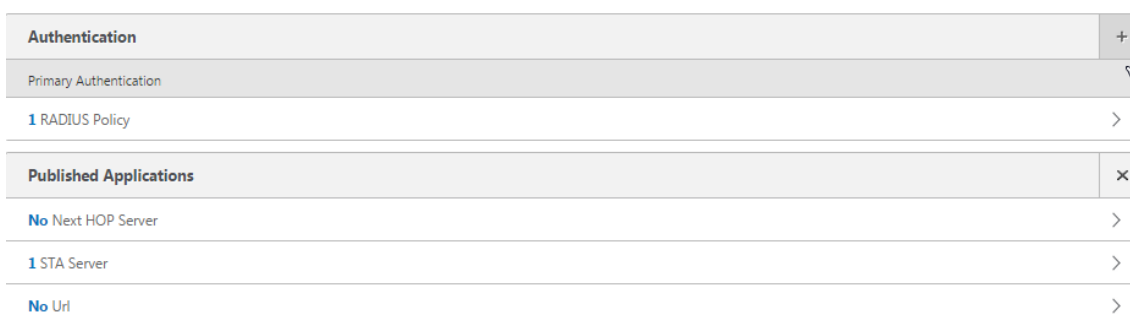 Authentication
Primary Authentication
1 RADIUS Policy
Published Applications
No Next HOP Server
1 STA Server
No Url